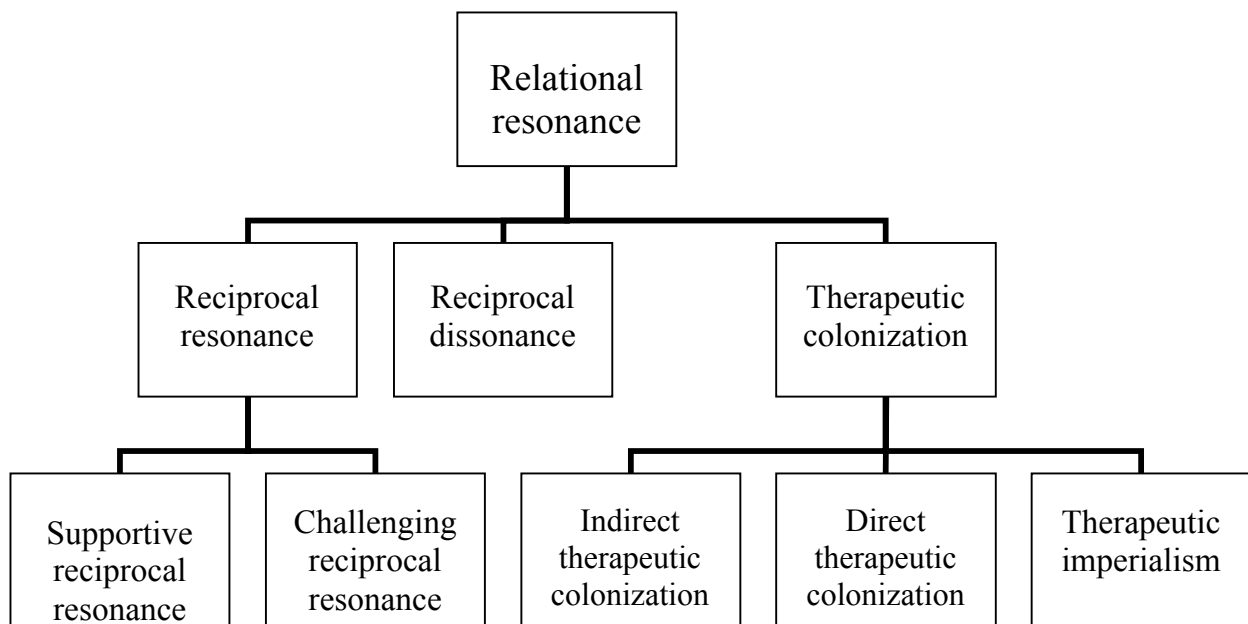 Relational
resonance
Reciprocal
resonance
Reciprocal
dissonance
Therapeutic
colonization
Supportive
reciprocal
resonance
Challenging
reciprocal
resonance
Indirect
therapeutic
colonization
Direct
therapeutic
colonization
Therapeutic
imperialism